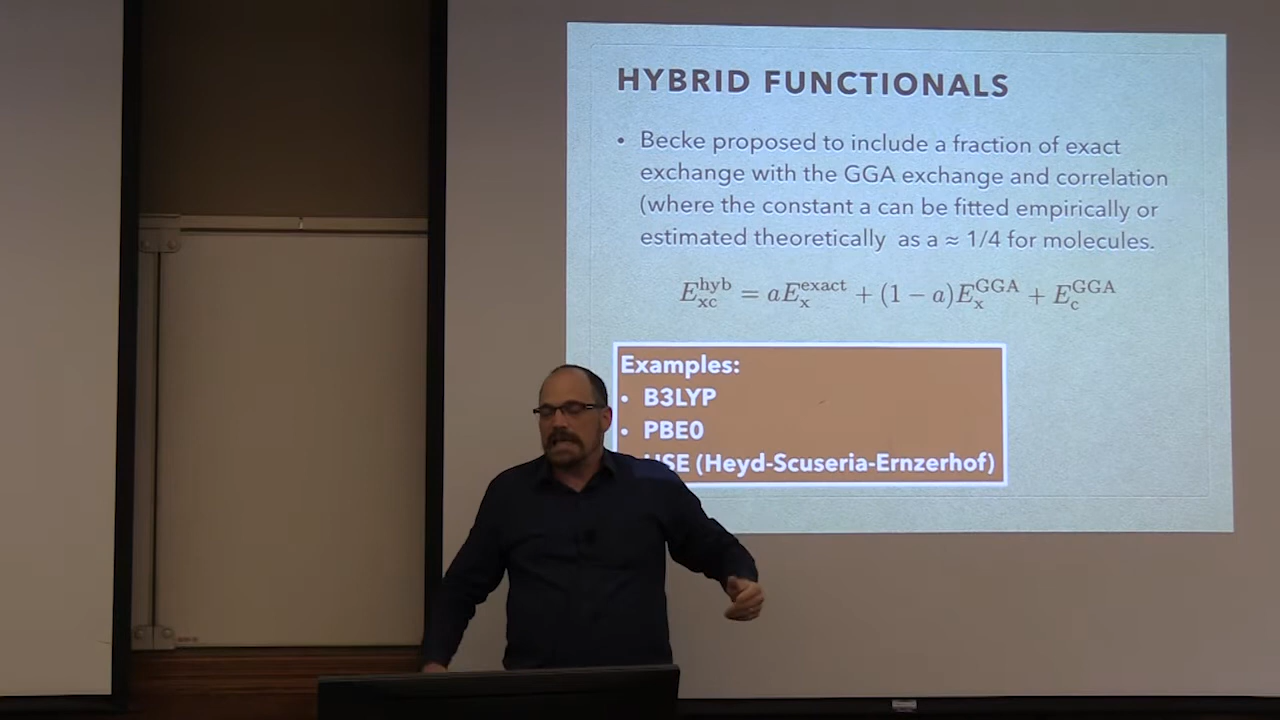 HYBRID FUNCTIONALS
• Becke proposed to include a fraction of exact
exchange with the GGA exchange and correlation
(where the constant a can be fitted empirically or
estimated theoretically as a ≈ 1/4 for molecules.
E_xc^hyb = aE_x^exact + (1 − a)E_x^GGA + E_c^GGA
Examples:
• B3LYP
• PBE0
(Heyd-Scuseria-Ernzerhof)